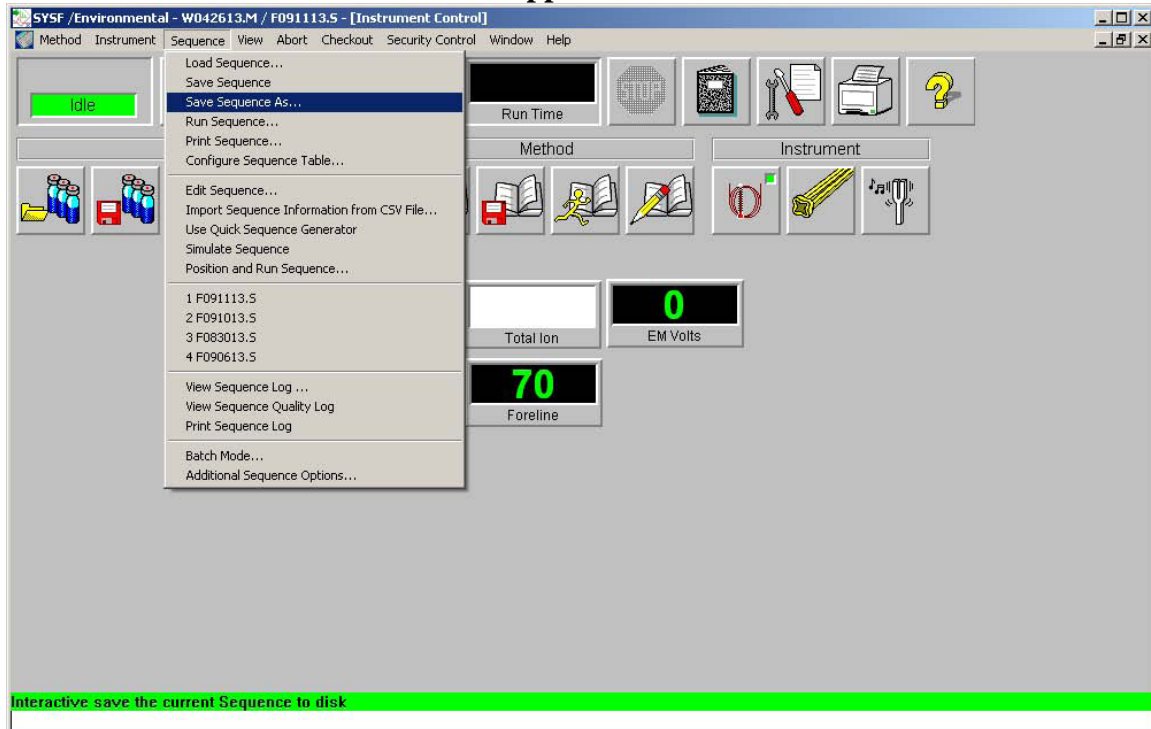 app
SYSF /Environmental - W042613.M / F091113.S - [Instrument Control]
Method Instrument Sequence View Abort Checkout Security Control Window Help
Load Sequence...
Save Sequence
Save Sequence As...
Run Sequence...
Print Sequence...
Configure Sequence Table...
Edit Sequence...
Import Sequence Information from CSV File...
Use Quick Sequence Generator
Simulate Sequence
Position and Run Sequence...
1 F091113.S
2 F091013.S
3 F083013.S
4 F090613.S
View Sequence Log ...
View Sequence Quality Log
Print Sequence Log
Batch Mode...
Additional Sequence Options...
Idle
Run Time
STOP
Method
Instrument
Total Ion
0
EM Volts
70
Foreline
Interactive save the current Sequence to disk